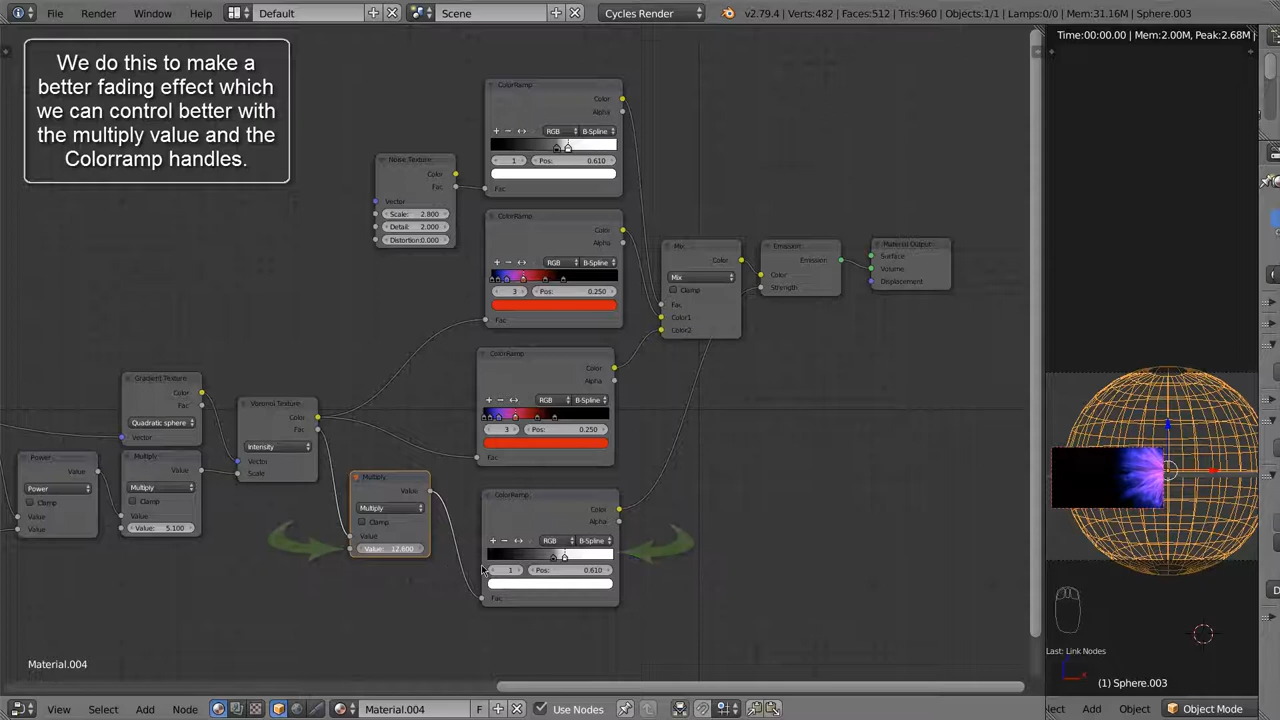 File Render Window Help Default Scene Cycles Render v2.79.4 | Verts:482 | Faces:512 | Tris:960 | Objects:1/1 | Lamps:0/0 | Mem:31.16M | Sphere.003
Time:00:00.00 | Mem:2.00M, Peak:2.68M |
We do this to make a
better fading effect which
we can control better with
the multiply value and the
Colorramp handles.
ColorRamp
Color
Alpha
RGB B-Spline
1 Pos: 0.610
Fac
Noise Texture
Color
Fac
Vector
Scale: 2.800
Detail: 2.000
Distortion:0.000
ColorRamp
Color
Alpha
RGB B-Spline
3 Pos: 0.250
Fac
Mix
Color
Mix
Clamp
Fac
Color1
Color2
Emission
Emission
Color
Strength
Material Output
Surface
Volume
Displacement
ColorRamp
Color
Alpha
RGB B-Spline
3 Pos: 0.250
Fac
Gradient Texture
Color
Fac
Quadratic sphere
Vector
Voronoi Texture
Color
Fac
Intensity
Vector
Scale
Power
Value
Power
Clamp
Value
Value
Multiply
Value
Multiply
Clamp
Value
Value: 5.100
Multiply
Value
Multiply
Clamp
Value
Value: 12.600
ColorRamp
Color
Alpha
RGB B-Spline
1 Pos: 0.610
Fac
Material.004
Last: Link Nodes
(1) Sphere.003
View Select Add Node Material.004 F Use Nodes
Add Object Object Mode